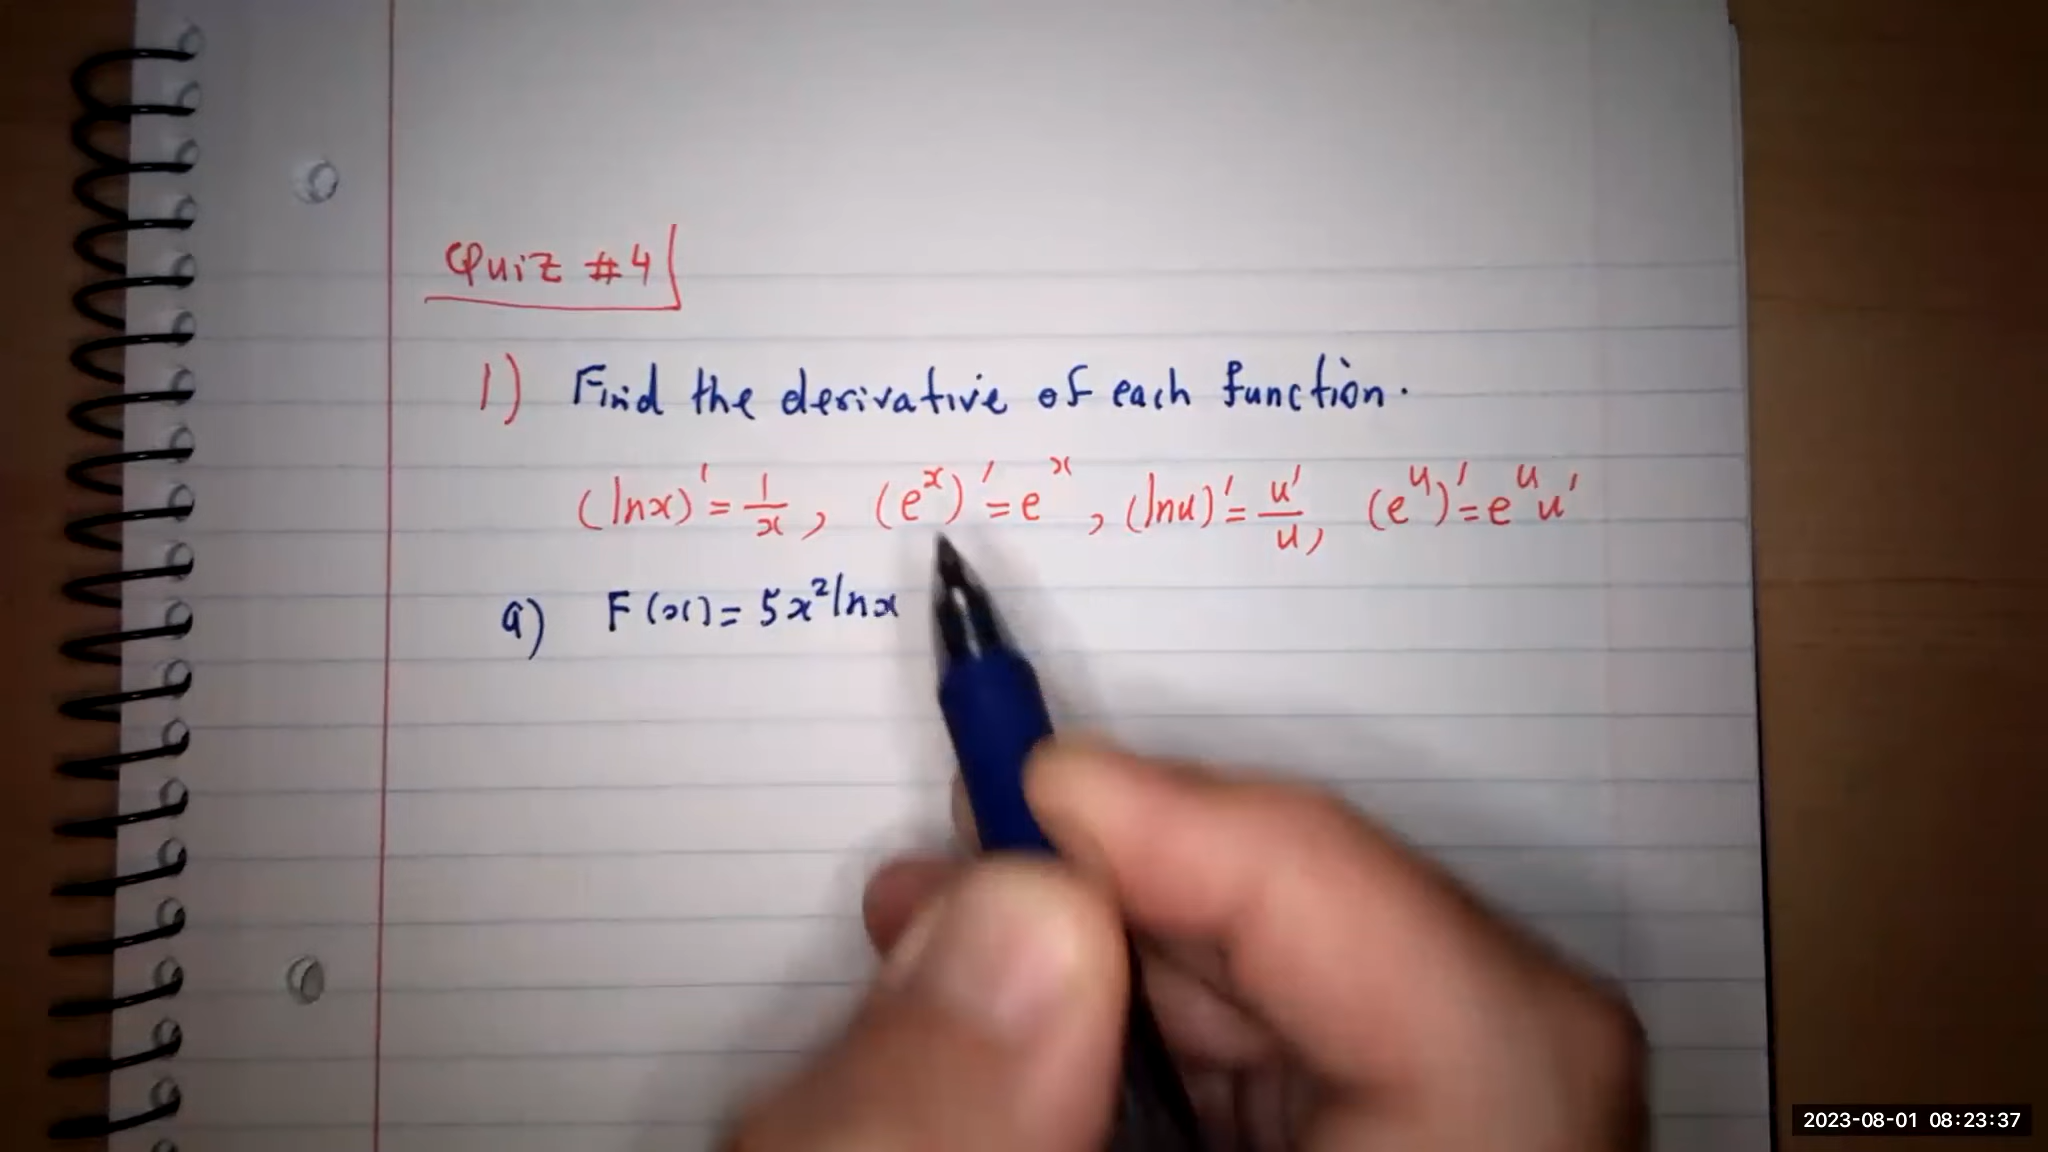 Quiz #4
1) Find the derivative of each function.
(lnx)' = 1/x, (e^x)' = e^x, (lnu)' = u'/u, (e^u)' = e^u u'
a) F(x) = 5x²lnx
2023-08-01 08:23:37